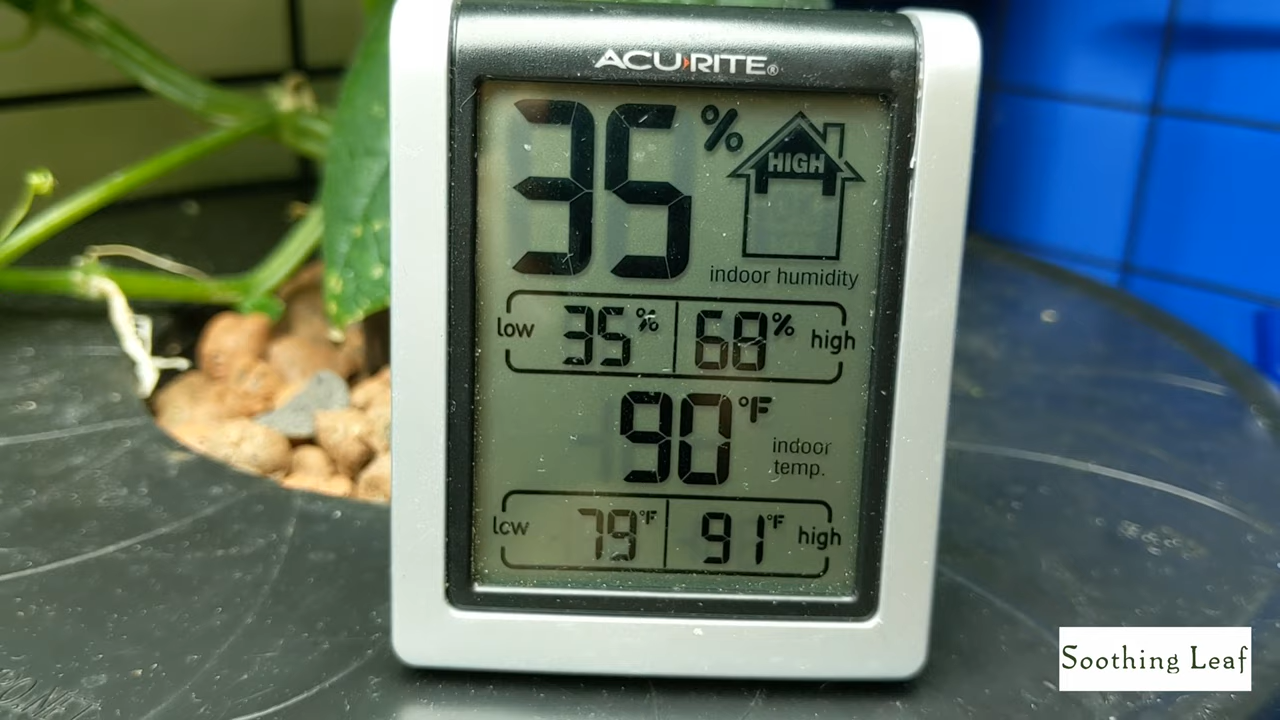 ACURITE®
35%
HIGH
indoor humidity
low 35% 68% high
90°F
indoor
temp.
low 79°F 91°F high
Soothing Leaf